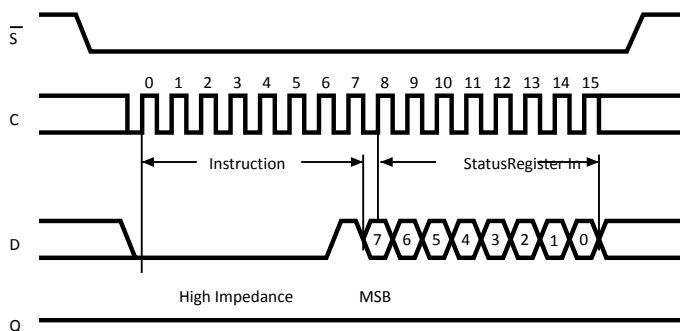 S
0 1 2 3 4 5 6 7 8 9 10 11 12 13 14 15
C
Instruction StatusRegister In
D 7 6 5 4 3 2 1 0
High Impedance MSB
Q